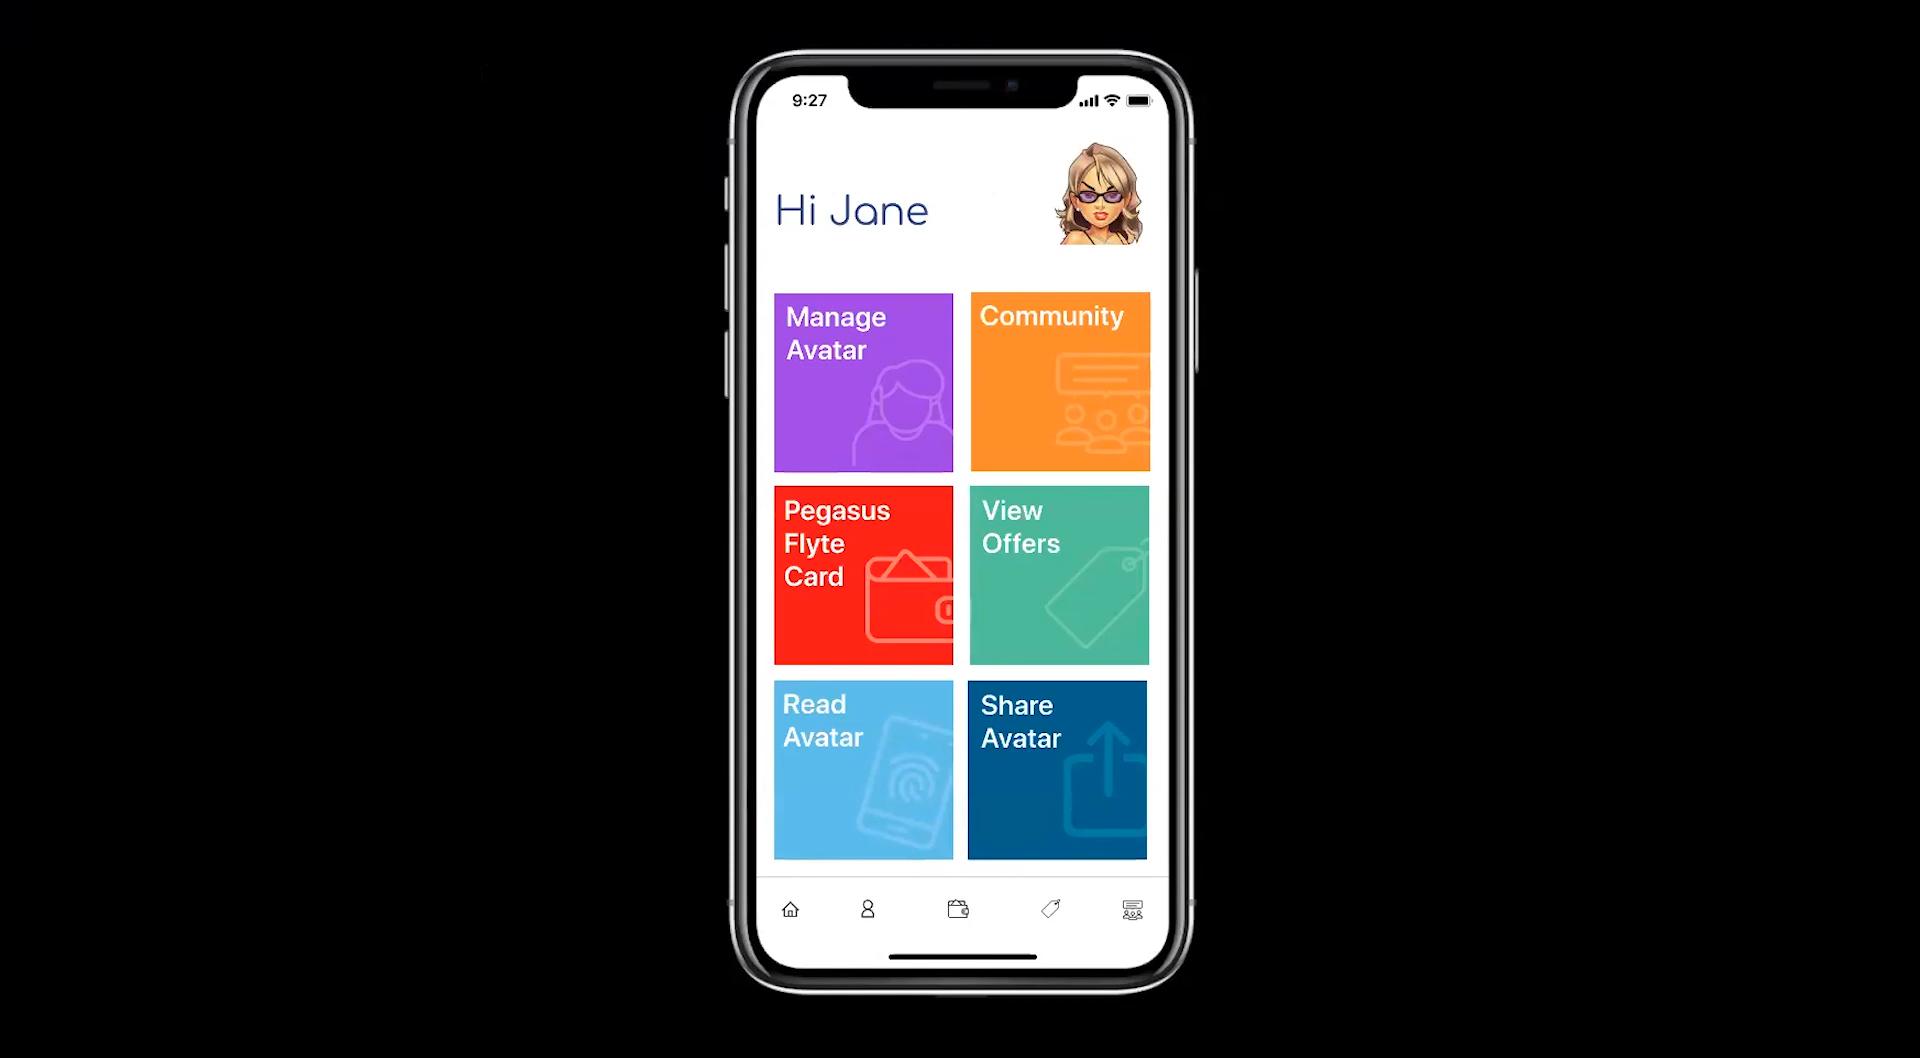 9:27
Hi Jane
Manage
Avatar
Community
Pegasus
Flyte
Card
View
Offers
Read
Avatar
Share
Avatar